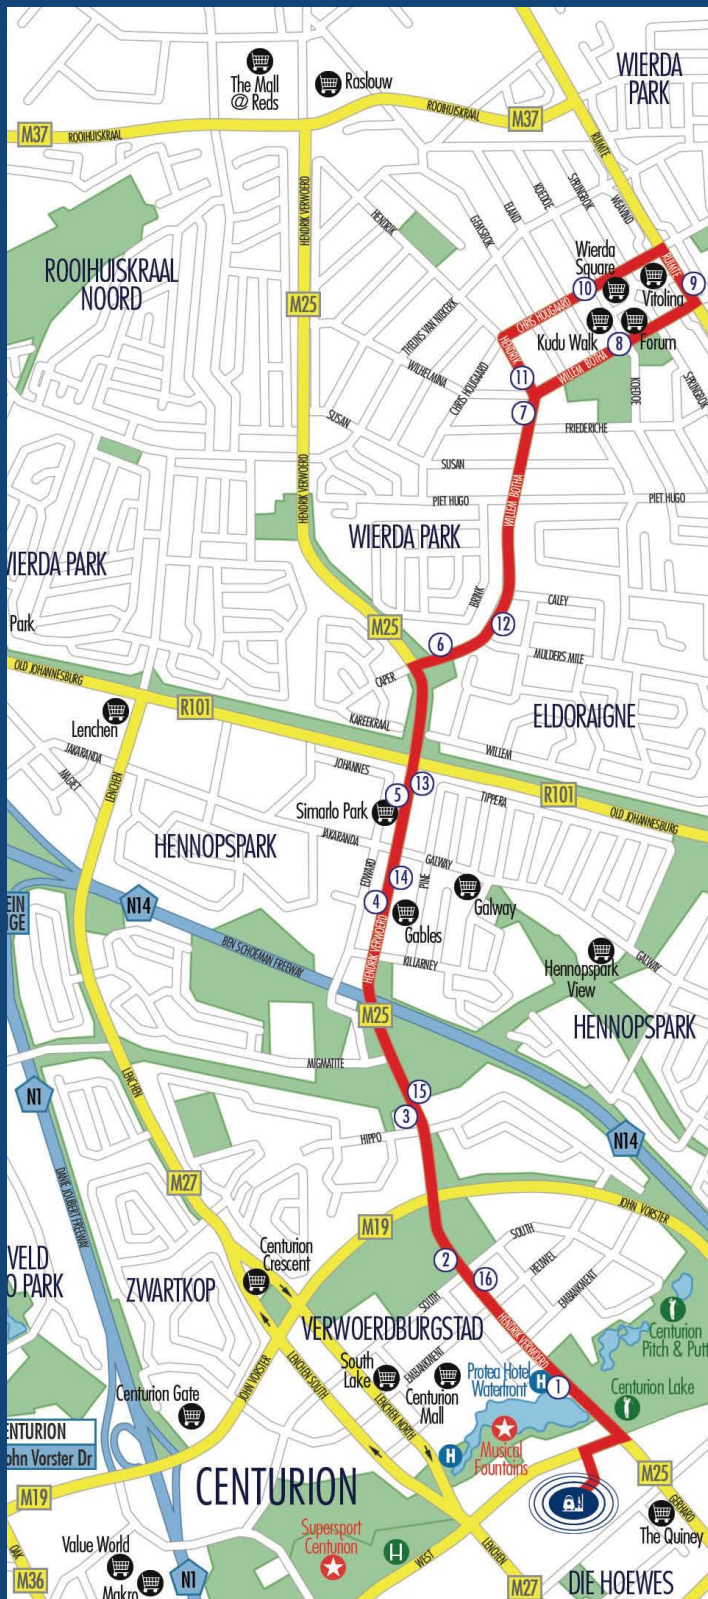 WIERDA
PARK
The Mall
@ Reds
Raslouw
M37
ROOIHUISKRAAL
ROOIHUISKRAAL
M37
RUIMTE
HENDRIK VERWOERD
HENDRIK
GEMSBOK
ELAND
KOEDOE
SPRINGBOK
ROOIHUISKRAAL
NOORD
M25
Wierda
Square
RUIMTE
9
10
Vitolina
CHRIS HOUGAARD
THEUNS VAN NIEKERK
Kudu Walk
Forum
8
HENDRIK
WILLEM BOTHA
WILHELMINA
CHRIS HOUGAARD
11
KOEDOE
SPRINGBOK
7
SUSAN
FRIEDERICHE
SUSAN
HENDRIK VERWOERD
PIET HUGO
PIET HUGO
WILLEM BOTHA
WIERDA PARK
WIERDA PARK
BRINK
CALEY
Park
M25
12
6
MULDERS MILE
OLD JOHANNESBURG
CAPER
R101
Lenchen
KAREEKRAAL
ELDORAIGNE
WILLEM
JAKARANDA
MAGIET
LENCHEN
JOHANNES
13
5
TIPPERA
R101
OLD JOHANNESBURG
Simarlo Park
JAKARANDA
HENNOPSPARK
EDWARD
14
PINE
GALWAY
4
N14
Galway
Gables
HENDRIK VERWOERD
BEN SCHOEMAN FREEWAY
KILLARNEY
Hennopspark
View
GALWAY
M25
HENNOPSPARK
MIGMATITE
LENCHEN
N1
15
3
HIPPO
N14
DANIE JOUBERT FREEWAY
M27
M19
JOHN VORSTER
SOUTH
HEUWEL
EMBANKMENT
2
16
Centurion
Crescent
ZWARTKOP
SOUTH
HENDRIK VERWOERD
VERWOERDBURGSTAD
Centurion
Pitch & Putt
EMBANKMENT
South
Lake
Protea Hotel
Waterfront
H
1
JOHN VORSTER
LENCHEN SOUTH
LENCHEN NORTH
Centurion
Mall
Centurion Lake
Centurion Gate
CENTURION
John Vorster Dr
Musical
Fountains
H
CENTURION
M25
M19
GERHARD
The Quiney
Supersport
Centurion
H
WEST
LENCHEN
Value World
Makro
OAK
M36
N1
M27
DIE HOEWES